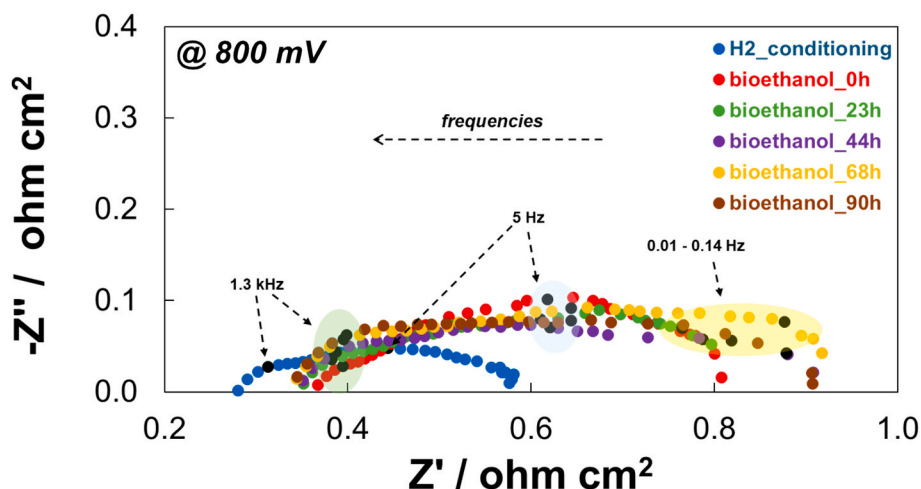 @ 800 mV
H2_conditioning
bioethanol_0h
bioethanol_23h
bioethanol_44h
bioethanol_68h
bioethanol_90h
frequencies
5 Hz
0.01 - 0.14 Hz
1.3 kHz
-Z" / ohm cm²
0.4
0.3
0.2
0.1
0.0
0.2
0.4
0.6
0.8
1.0
Z' / ohm cm²